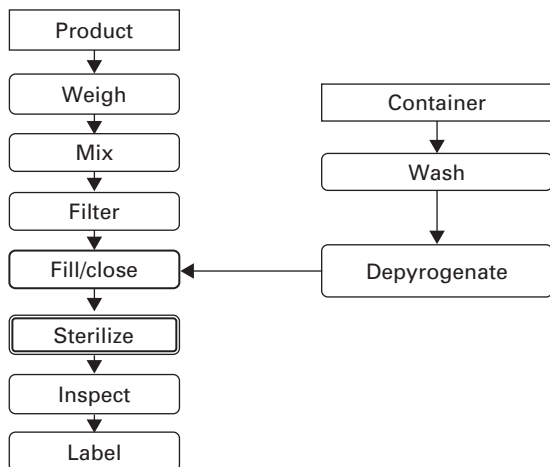 Product
Weigh
Mix
Filter
Fill/close
Sterilize
Inspect
Label
Container
Wash
Depyrogenate